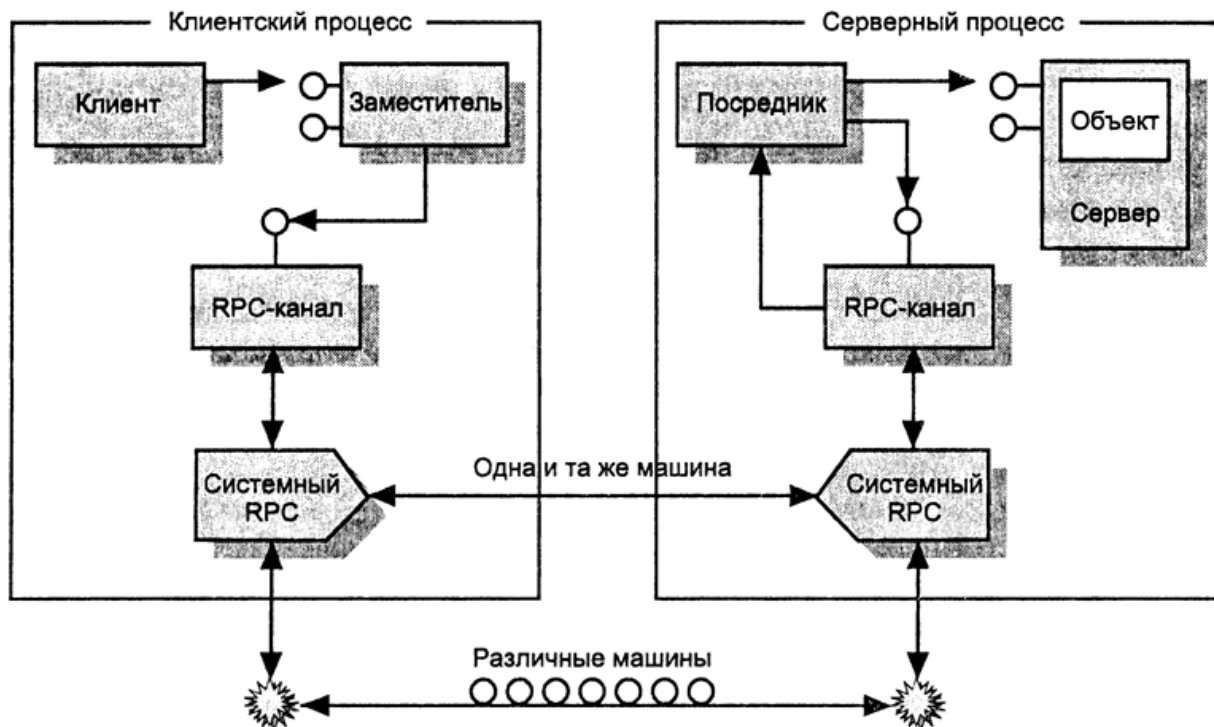 Клиентский процесс
Серверный процесс
Клиент
Заместитель
Посредник
Объект
Сервер
RPC-канал
RPC-канал
Системный
RPC
Одна и та же машина
Системный
RPC
Различные машины